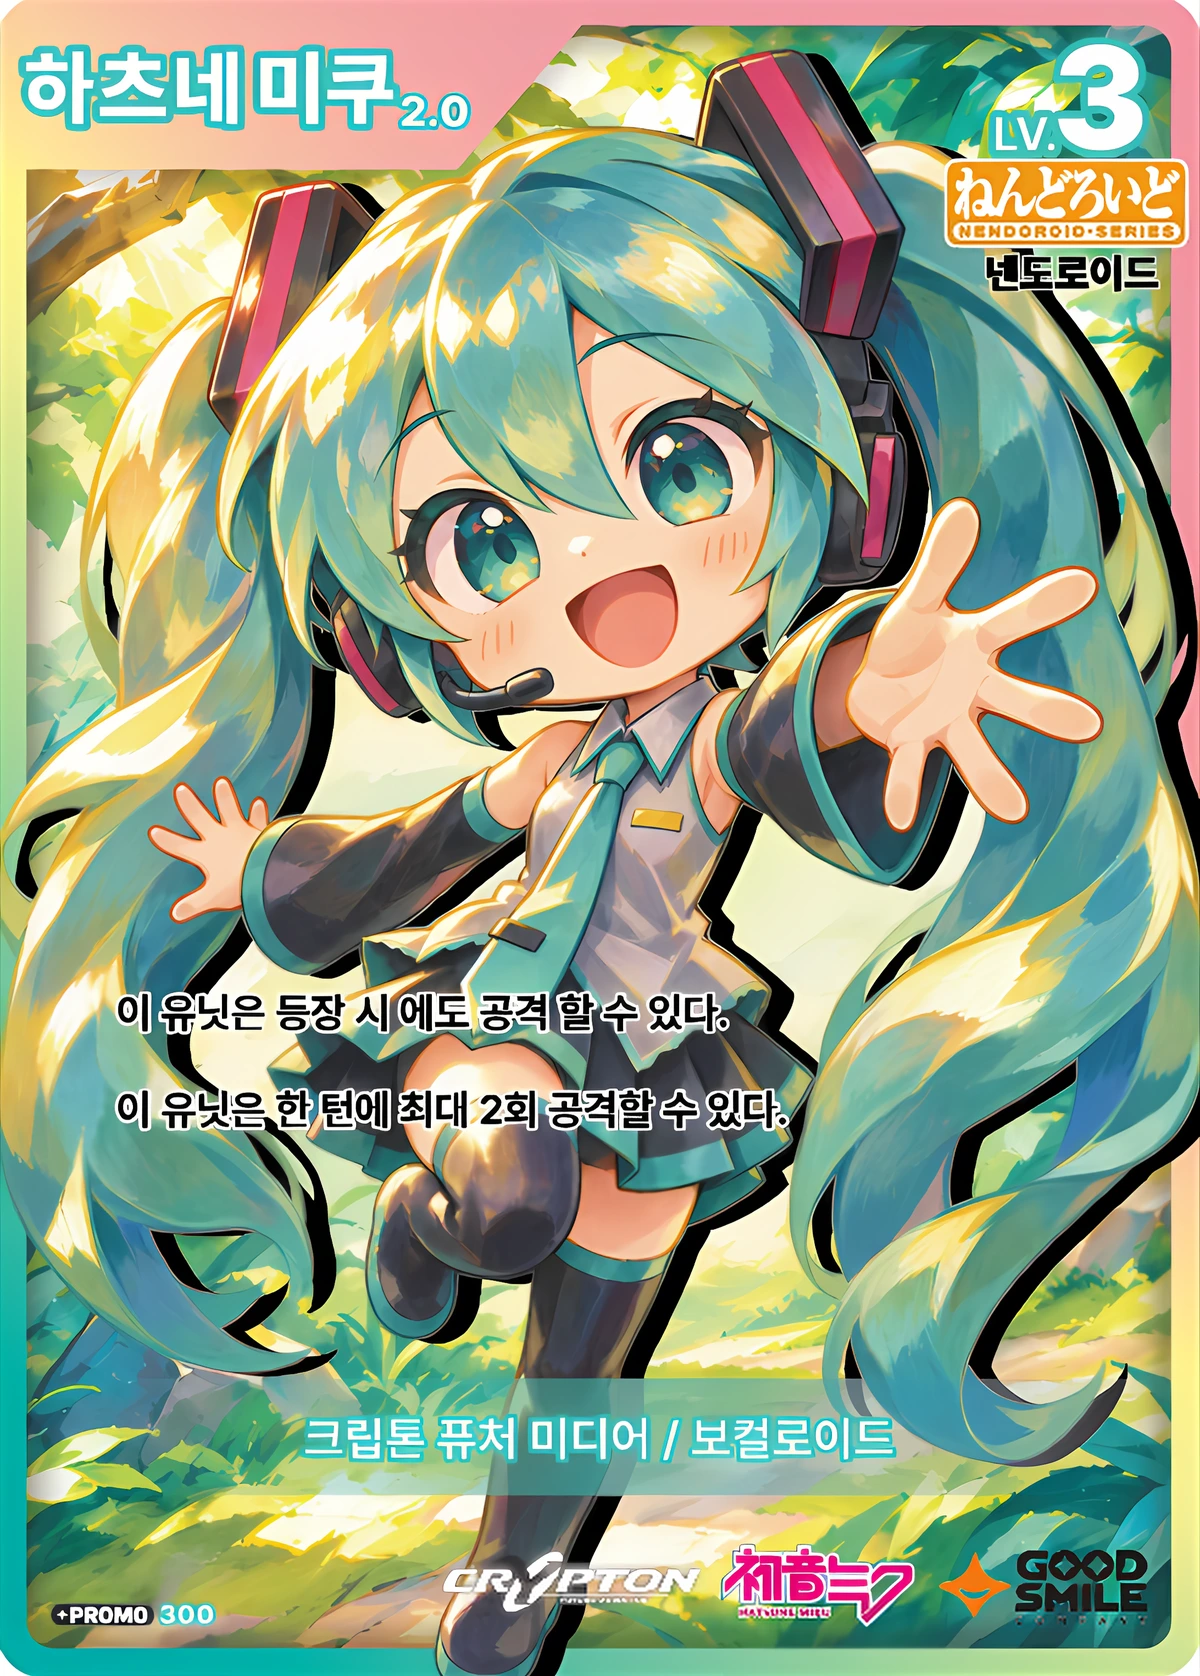 하츠네 미쿠 2.0
LV.3
ねんどろいど
NENDOROID·SERIES
넨도로이드
이 유닛은 등장 시 에도 공격 할 수 있다.
이 유닛은 한 턴에 최대 2회 공격할 수 있다.
크립톤 퓨처 미디어 / 보컬로이드
CRYPTON
初音ミク
HATSUNE MIKU
GOOD
SMILE
COMPANY
+PROMO 300